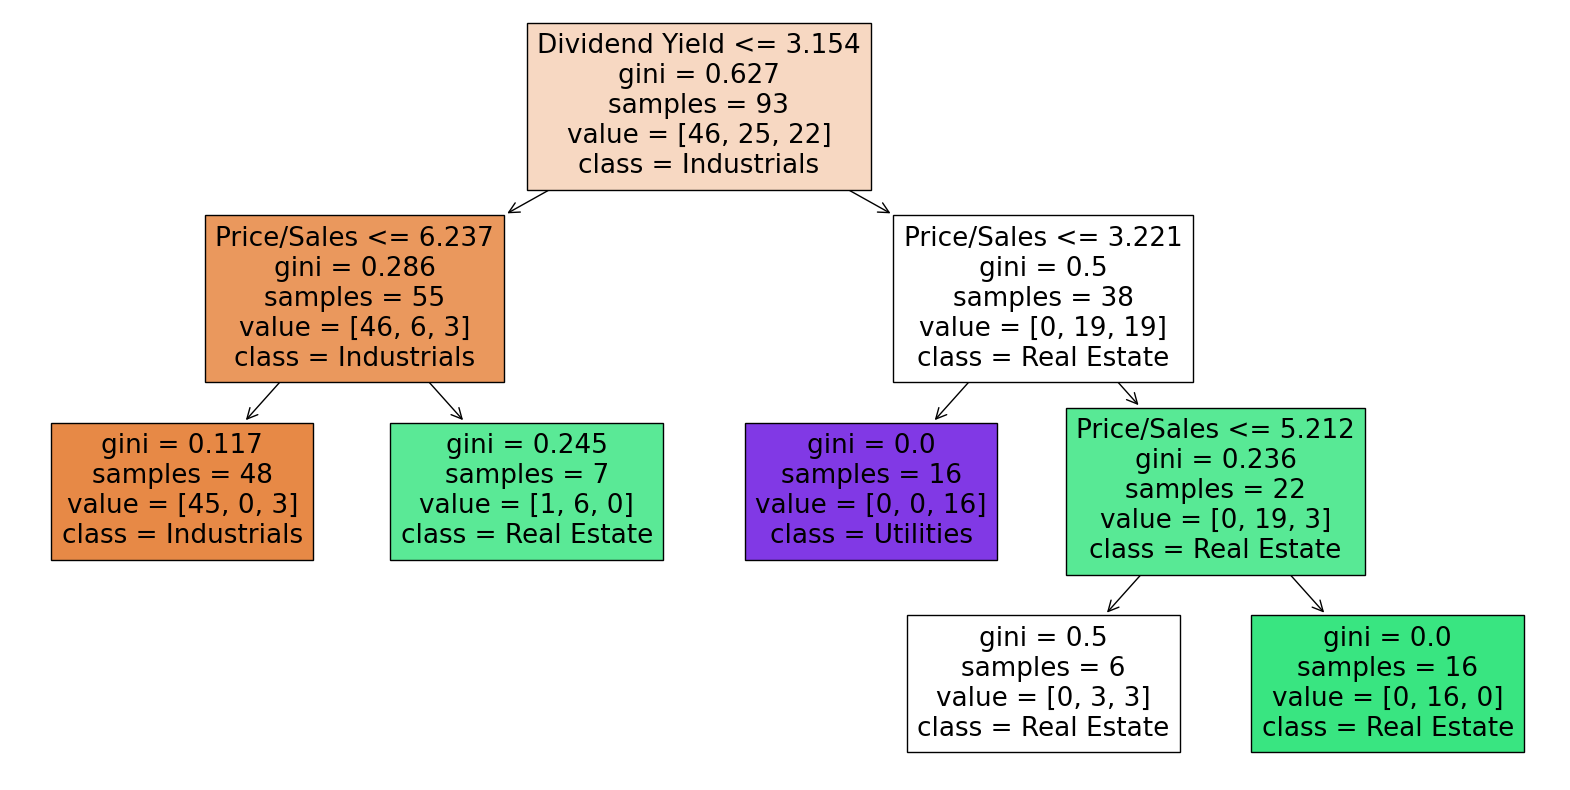 Dividend Yield <= 3.154
gini = 0.627
samples = 93
value = [46, 25, 22]
class = Industrials
Price/Sales <= 6.237
gini = 0.286
samples = 55
value = [46, 6, 3]
class = Industrials
Price/Sales <= 3.221
gini = 0.5
samples = 38
value = [0, 19, 19]
class = Real Estate
gini = 0.117
samples = 48
value = [45, 0, 3]
class = Industrials
gini = 0.245
samples = 7
value = [1, 6, 0]
class = Real Estate
gini = 0.0
samples = 16
value = [0, 0, 16]
class = Utilities
Price/Sales <= 5.212
gini = 0.236
samples = 22
value = [0, 19, 3]
class = Real Estate
gini = 0.5
samples = 6
value = [0, 3, 3]
class = Real Estate
gini = 0.0
samples = 16
value = [0, 16, 0]
class = Real Estate